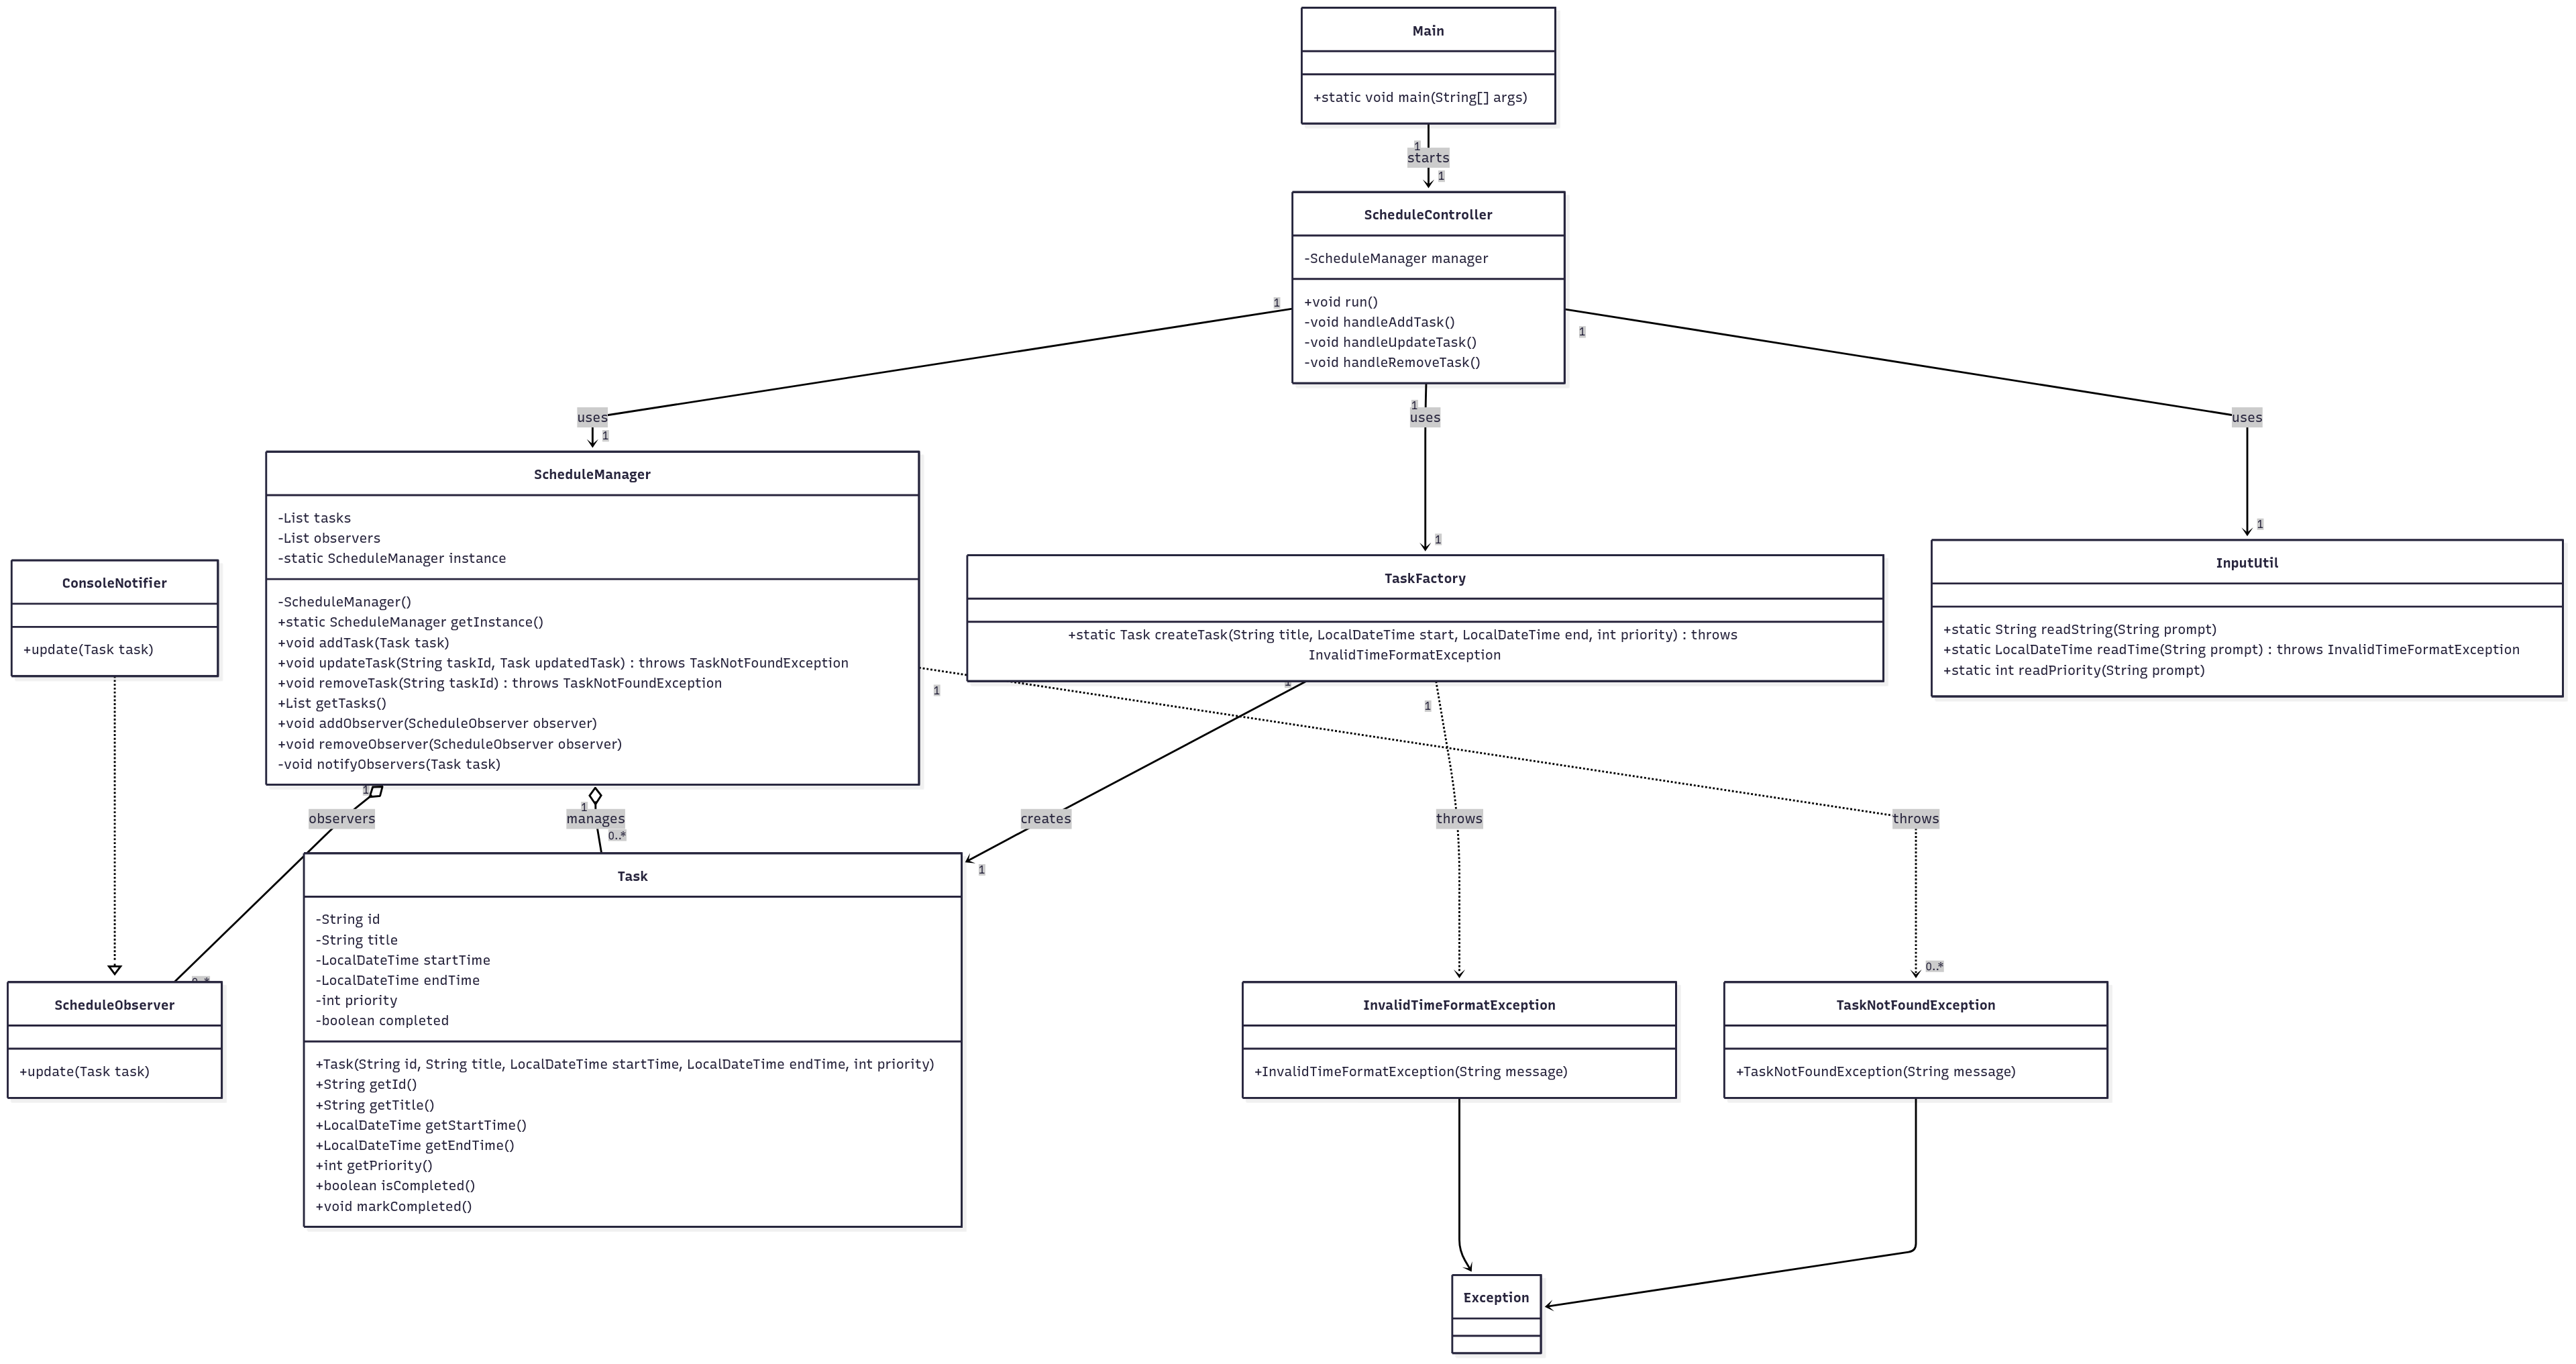 Main
+static void main(String[] args)
1
starts
1
ScheduleController
-ScheduleManager manager
+void run()
-void handleAddTask()
-void handleUpdateTask()
-void handleRemoveTask()
1
1
uses
1
1
uses
1
uses
1
ScheduleManager
-List tasks
-List observers
-static ScheduleManager instance
-ScheduleManager()
+static ScheduleManager getInstance()
+void addTask(Task task)
+void updateTask(String taskId, Task updatedTask) : throws TaskNotFoundException
+void removeTask(String taskId) : throws TaskNotFoundException
+List getTasks()
+void addObserver(ScheduleObserver observer)
+void removeObserver(ScheduleObserver observer)
-void notifyObservers(Task task)
ConsoleNotifier
+update(Task task)
TaskFactory
+static Task createTask(String title, LocalDateTime start, LocalDateTime end, int priority) : throws
InvalidTimeFormatException
InputUtil
+static String readString(String prompt)
+static LocalDateTime readTime(String prompt) : throws InvalidTimeFormatException
+static int readPriority(String prompt)
1
1
1
1
observers
1
manages
0..*
creates
1
throws
throws
0..*
0..*
ScheduleObserver
+update(Task task)
Task
-String id
-String title
-LocalDateTime startTime
-LocalDateTime endTime
-int priority
-boolean completed
+Task(String id, String title, LocalDateTime startTime, LocalDateTime endTime, int priority)
+String getId()
+String getTitle()
+LocalDateTime getStartTime()
+LocalDateTime getEndTime()
+int getPriority()
+boolean isCompleted()
+void markCompleted()
InvalidTimeFormatException
+InvalidTimeFormatException(String message)
TaskNotFoundException
+TaskNotFoundException(String message)
Exception